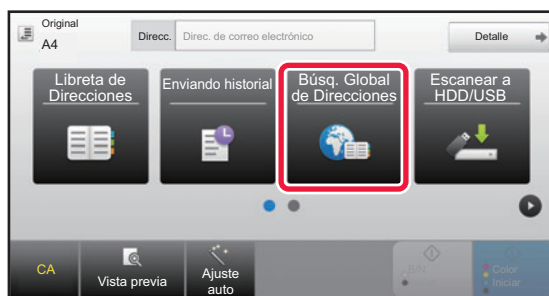 Original
A4
Direcc.
Direc. de correo electrónico
Detalle
Libreta de
Direcciones
Enviando historial
Búsq. Global
de Direcciones
Escanear a
HDD/USB
CA
Vista previa
Ajuste
auto
B/N
Color
Iniciar